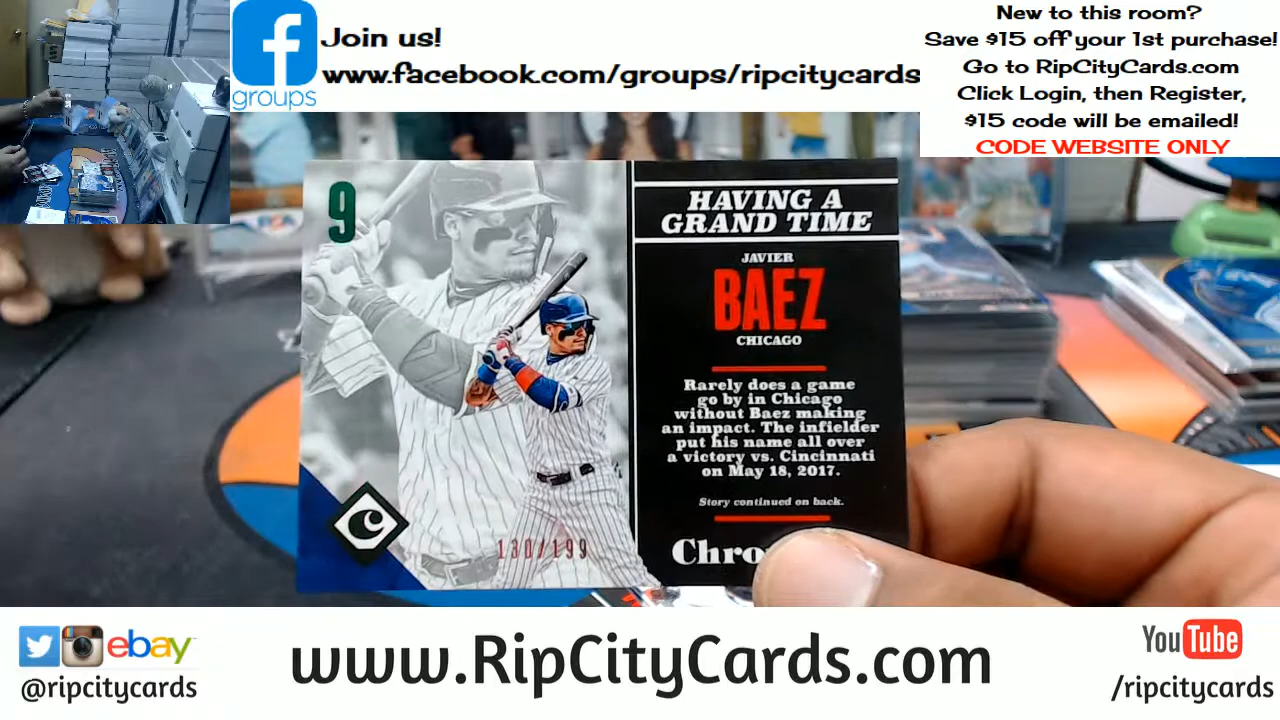 Join us!
www.facebook.com/groups/ripcitycards
groups
New to this room?
Save $15 off your 1st purchase!
Go to RipCityCards.com
Click Login, then Register,
$15 code will be emailed!
CODE WEBSITE ONLY
9
HAVING A
GRAND TIME
JAVIER
BAEZ
CHICAGO
Rarely does a game
go by in Chicago
without Baez making
an impact. The infielder
put his name all over
a victory vs. Cincinnati
on May 18, 2017.
Story continued on back.
130/199
C
ebay
@ripcitycards
www.RipCityCards.com
YouTube
/ripcitycards